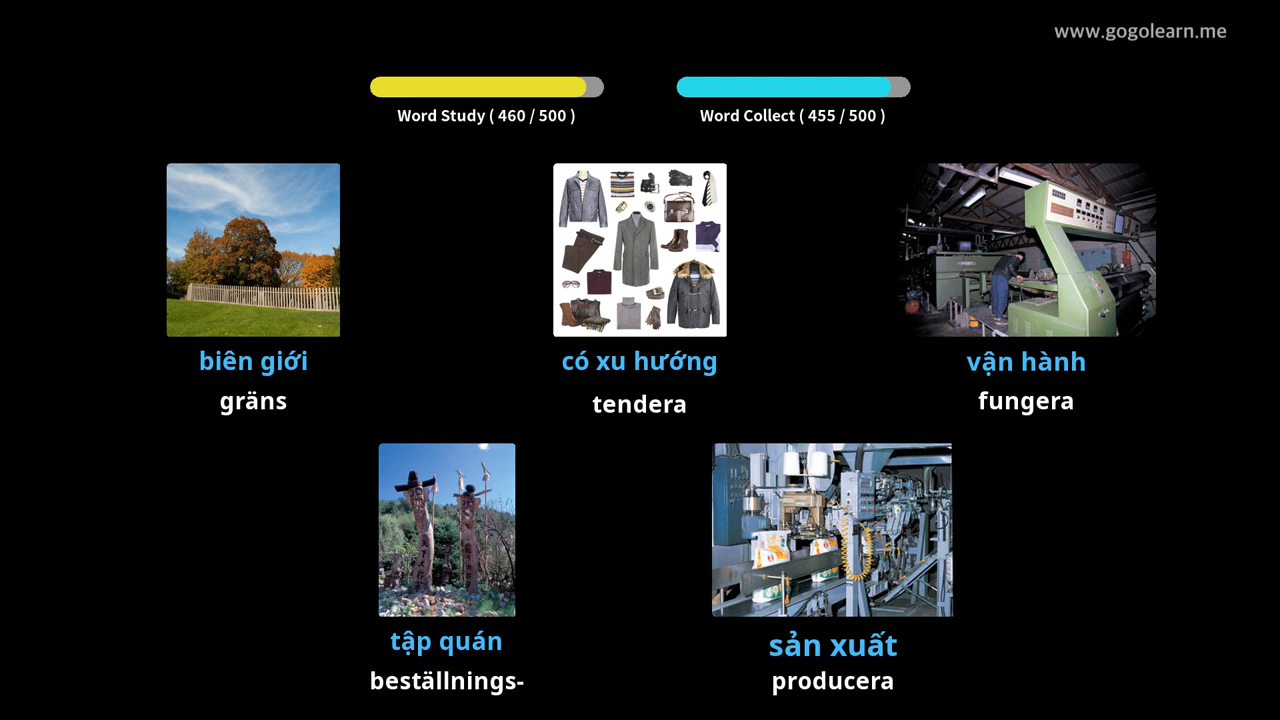 www.gogolearn.me
Word Study ( 460 / 500 )
Word Collect ( 455 / 500 )
biên giới
gräns
có xu hướng
tendera
vận hành
fungera
tập quán
beställnings-
sản xuất
producera